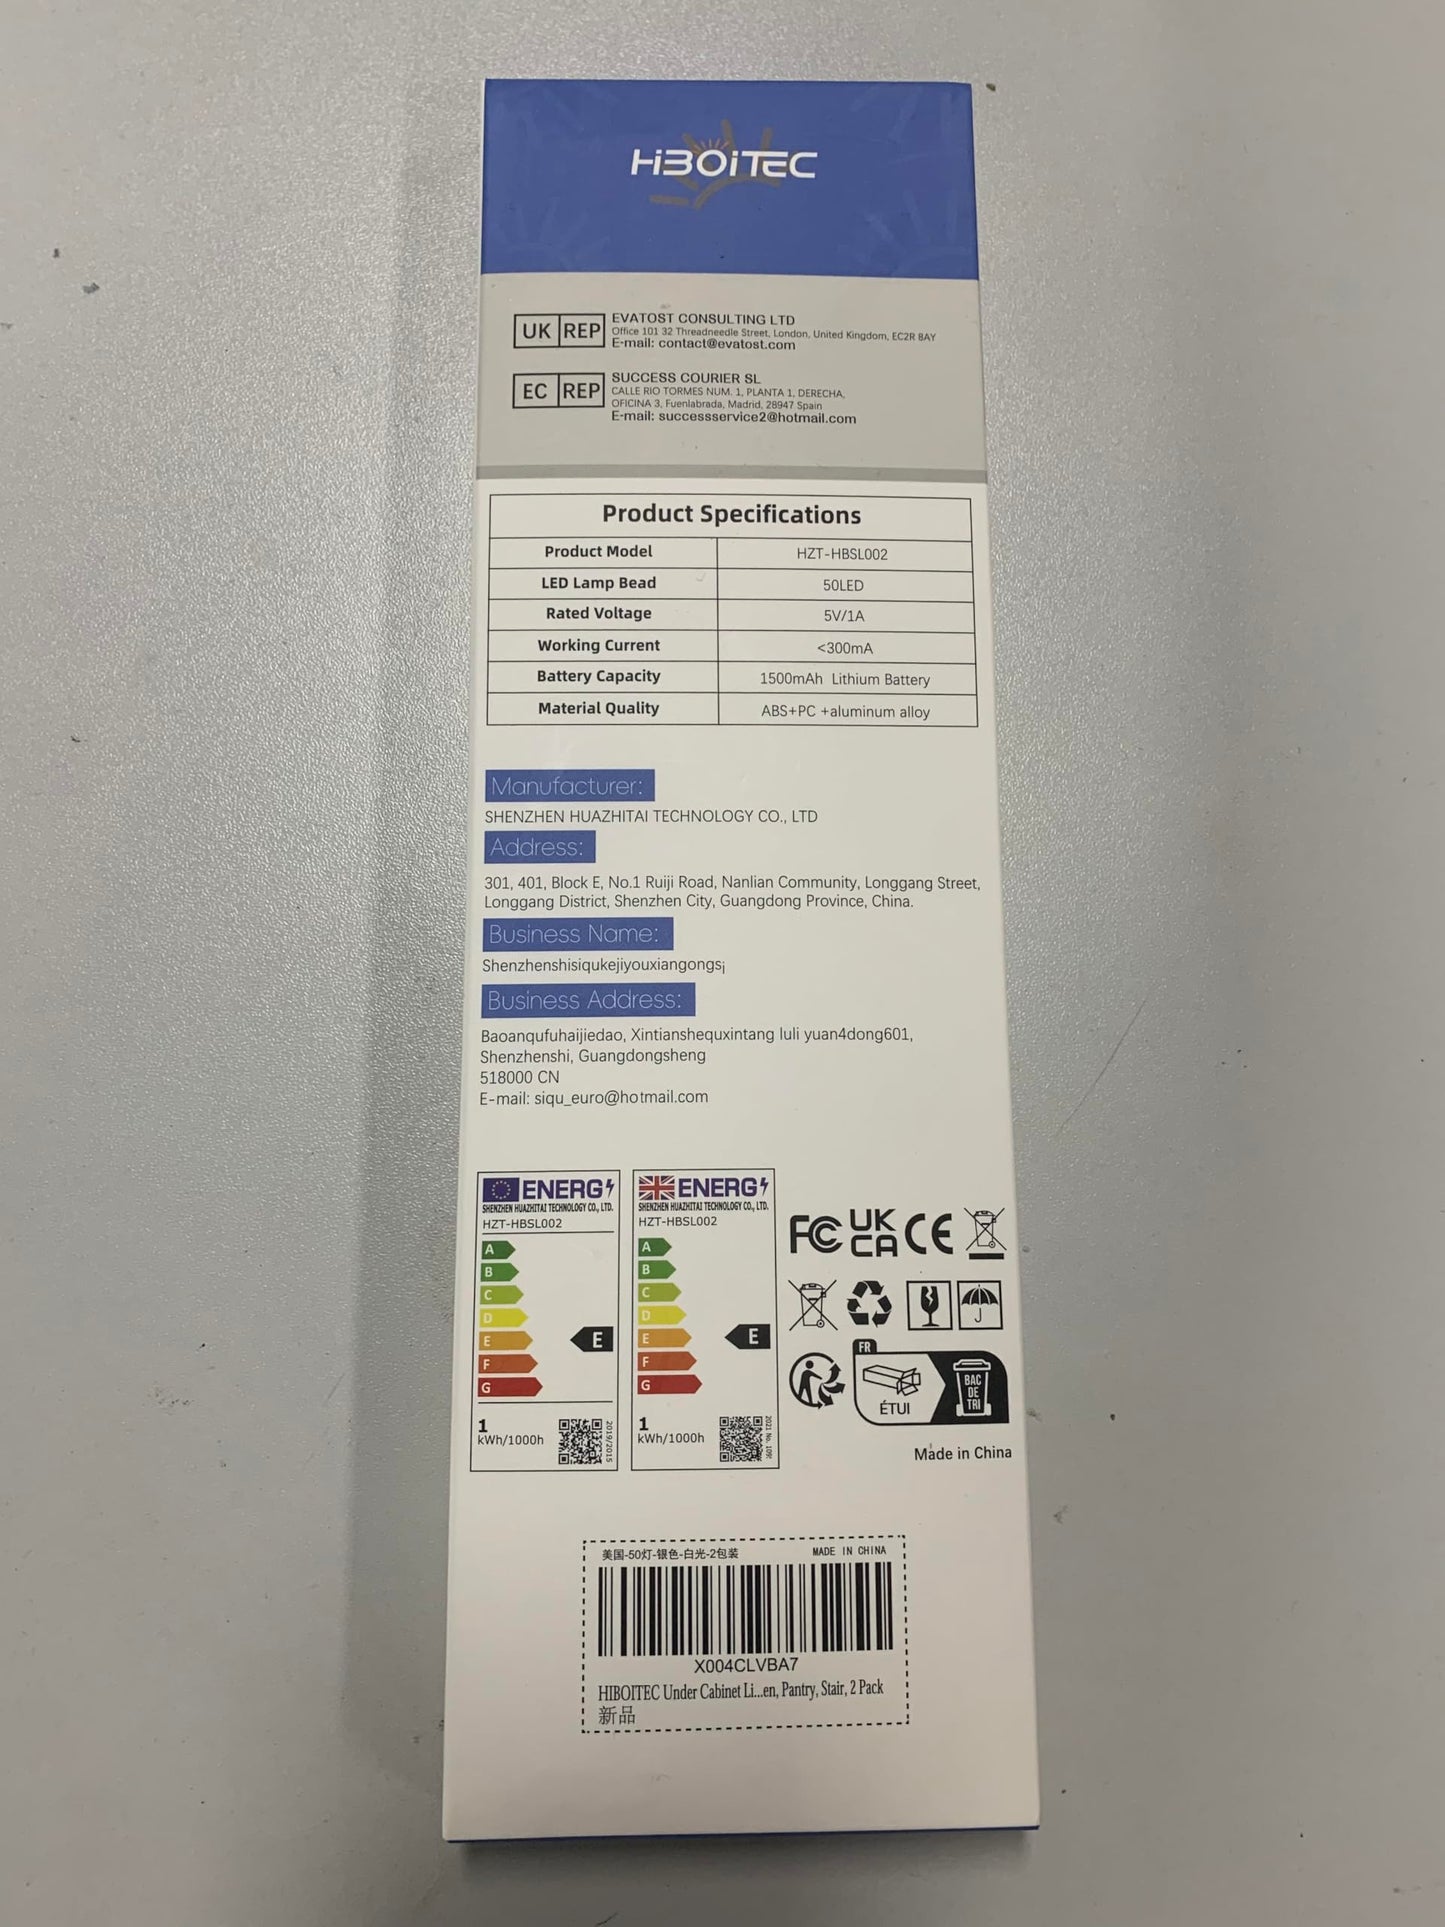 HiBOiTEC
UK REP
EVATOST CONSULTING LTD
Office 101 32 Threadneedle Street, London, United Kingdom, EC2R 8AY
E-mail: contact@evatost.com
EC REP
SUCCESS COURIER SL
CALLE RIO TORMES NUM. 1, PLANTA 1, DERECHA,
OFICINA 3, Fuenlabrada, Madrid, 28947 Spain
E-mail: successservice2@hotmail.com
Product Specifications
Product Model HZT-HBSL002
LED Lamp Bead 50LED
Rated Voltage 5V/1A
Working Current <300mA
Battery Capacity 1500mAh Lithium Battery
Material Quality ABS+PC +aluminum alloy
Manufacturer:
SHENZHEN HUAZHITAI TECHNOLOGY CO., LTD
Address:
301, 401, Block E, No.1 Ruiji Road, Nanlian Community, Longgang Street,
Longgang District, Shenzhen City, Guangdong Province, China.
Business Name:
Shenzhenshisiqukejiyouxiangongsi
Business Address:
Baoanqufuhaijiedao, Xintianshequxintang luli yuan4dong601,
Shenzhenshi, Guangdongsheng
518000 CN
E-mail: siqu_euro@hotmail.com
ENERG
SHENZHEN HUAZHITAI TECHNOLOGY CO., LTD.
HZT-HBSL002
A
B
C
D
E
F
G
E
1
kWh/1000h
2019/2015
ENERG
SHENZHEN HUAZHITAI TECHNOLOGY CO., LTD.
HZT-HBSL002
A
B
C
D
E
F
G
E
1
kWh/1000h
FC UK CA CE
FR
ÉTUI
BAC
DE
TRI
Made in China
美国-50灯-银色-白光-2包装 MADE IN CHINA
X004CLVBA7
HIBOITEC Under Cabinet Li...en, Pantry, Stair, 2 Pack
新品